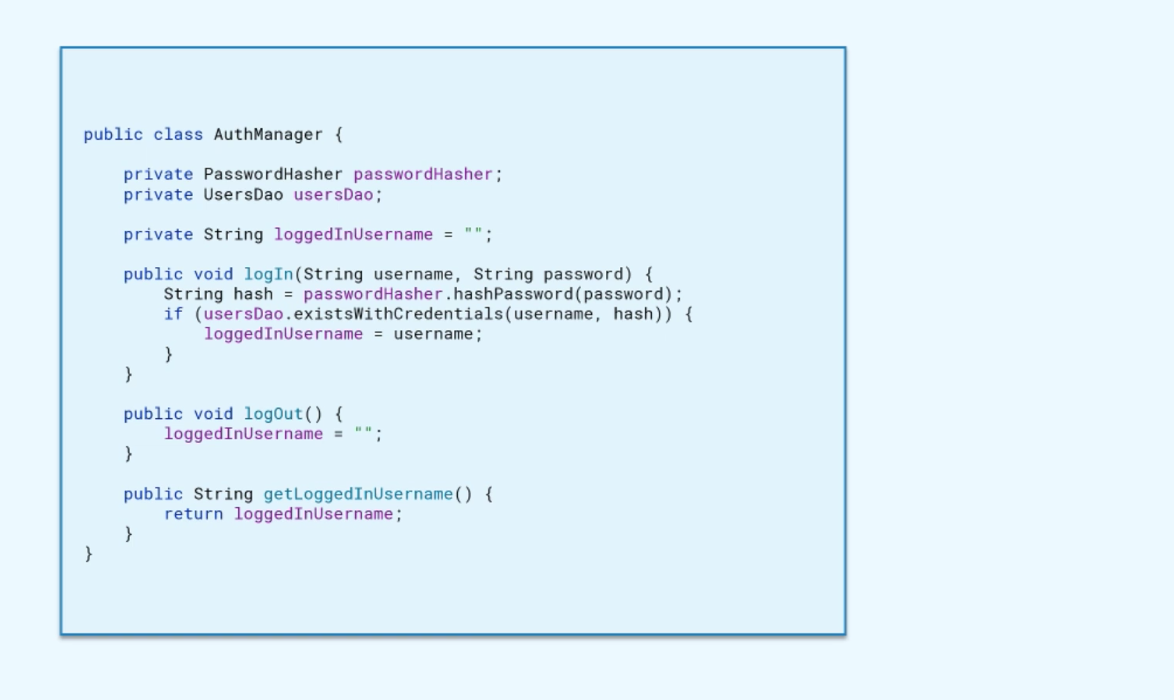 public class AuthManager {
    private PasswordHasher passwordHasher;
    private UsersDao usersDao;
    private String loggedInUsername = "";
    public void logIn(String username, String password) {
        String hash = passwordHasher.hashPassword(password);
        if (usersDao.existsWithCredentials(username, hash)) {
            loggedInUsername = username;
        }
    }
    public void logOut() {
        loggedInUsername = "";
    }
    public String getLoggedInUsername() {
        return loggedInUsername;
    }
}